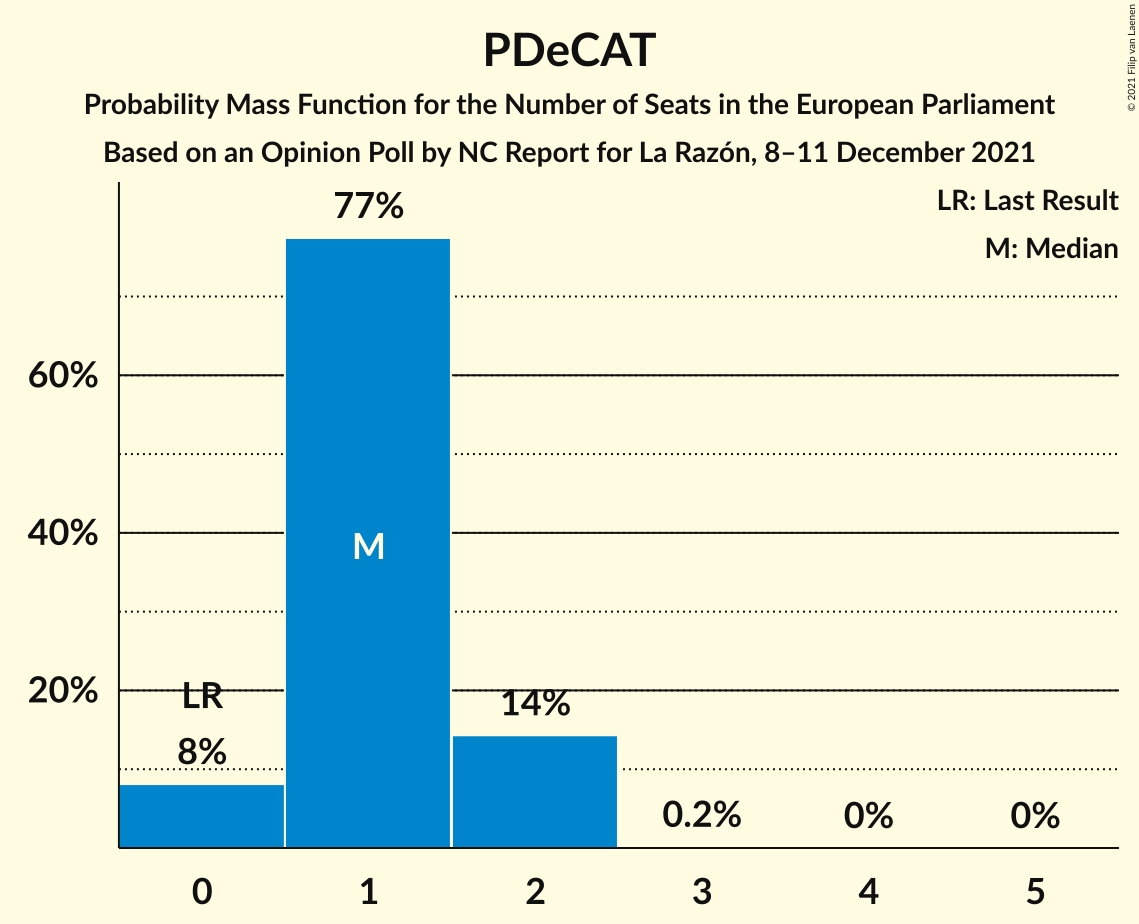 PDeCAT
Probability Mass Function for the Number of Seats in the European Parliament
Based on an Opinion Poll by NC Report for La Razón, 8–11 December 2021
© 2021 Filip van Laenen
LR: Last Result
M: Median
77%
60%
40%
M
20%
LR
8%
14%
0.2%
0%
0%
0 1 2 3 4 5